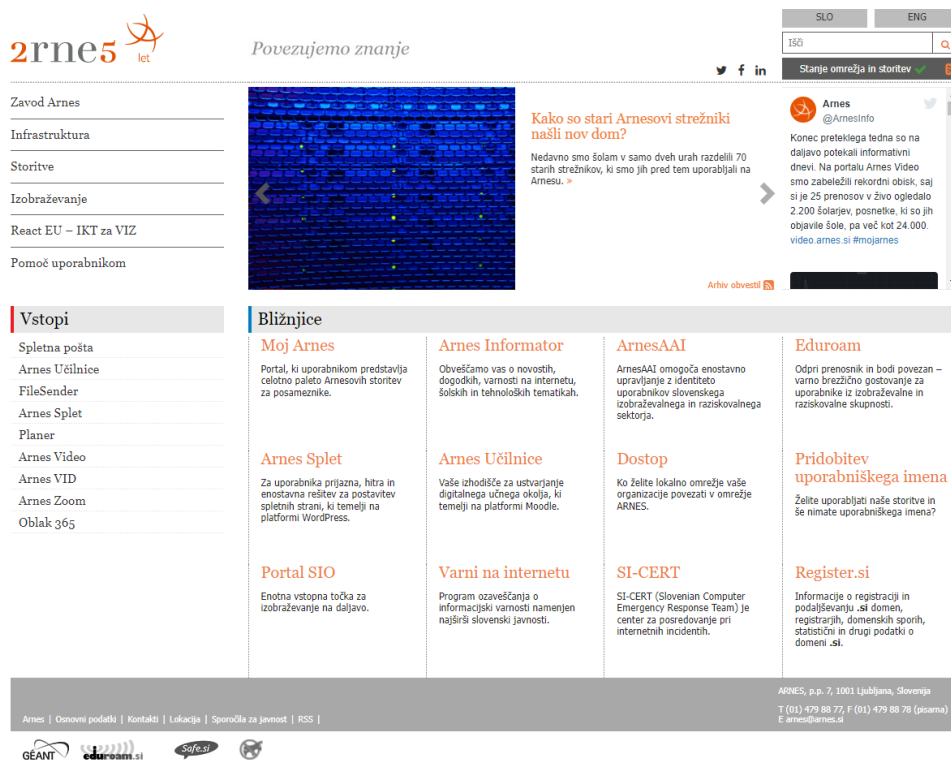 2rne5
let
Povezujemo znanje
SLO
ENG
Išči
Stanje omrežja in storitev
Zavod Arnes
Infrastruktura
Storitve
Izobraževanje
React EU – IKT za VIZ
Pomoč uporabnikom
Kako so stari Arnesovi strežniki
našli nov dom?
Nedavno smo šolam v samo dveh urah razdelili 70
starih strežnikov, ki smo jih pred tem uporabljali na
Arnesu. »
Arhiv obvestil
Arnes
@ArnesInfo
Konec preteklega tedna so na
daljavo potekali informativni
dnevi. Na portalu Arnes Video
smo zabeležili rekordni obisk, saj
si je 25 prenosov v živo ogledalo
2.200 šolarjev, posnetke, ki so jih
objavile šole, pa več kot 24.000.
video.arnes.si #mojarnes
Vstopi
Spletna pošta
Arnes Učilnice
FileSender
Arnes Splet
Planer
Arnes Video
Arnes VID
Arnes Zoom
Oblak 365
Bližnjice
Moj Arnes
Portal, ki uporabnikom predstavlja
celotno paleto Arnesovih storitev
za posameznike.
Arnes Informator
Obveščamo vas o novostih,
dogodkih, varnosti na internetu,
šolskih in tehnoloških tematikah.
ArnesAAI
ArnesAAI omogoča enostavno
upravljanje z identiteto
uporabnikov slovenskega
izobraževalnega in raziskovalnega
sektorja.
Eduroam
Odpri prenosnik in bodi povezan –
varno brezžično gostovanje za
uporabnike iz izobraževalne in
raziskovalne skupnosti.
Arnes Splet
Za uporabnika prijazna, hitra in
enostavna rešitev za postavitev
spletnih strani, ki temelji na
platformi WordPress.
Arnes Učilnice
Vaše izhodišče za ustvarjanje
digitalnega učnega okolja, ki
temelji na platformi Moodle.
Dostop
Ko želite lokalno omrežje vaše
organizacije povezati v omrežje
ARNES.
Pridobitev
uporabniškega imena
Želite uporabljati naše storitve in
še nimate uporabniškega imena?
Portal SIO
Enotna vstopna točka za
izobraževanje na daljavo.
Varni na internetu
Program ozaveščanja o
informacijski varnosti namenjen
najširši slovenski javnosti.
SI-CERT
SI-CERT (Slovenian Computer
Emergency Response Team) je
center za posredovanje pri
internetnih incidentih.
Register.si
Informacije o registraciji in
podaljševanju .si domen,
registrarjih, domenskih sporih,
statistični in drugi podatki o
domeni .si.
Arnes | Osnovni podatki | Kontakti | Lokacija | Sporočila za javnost | RSS |
ARNES, p.p. 7, 1001 Ljubljana, Slovenija
T (01) 479 88 77, F (01) 479 88 78 (pisarna)
E arnes@arnes.si
GÉANT
eduroam.si
Safe.si